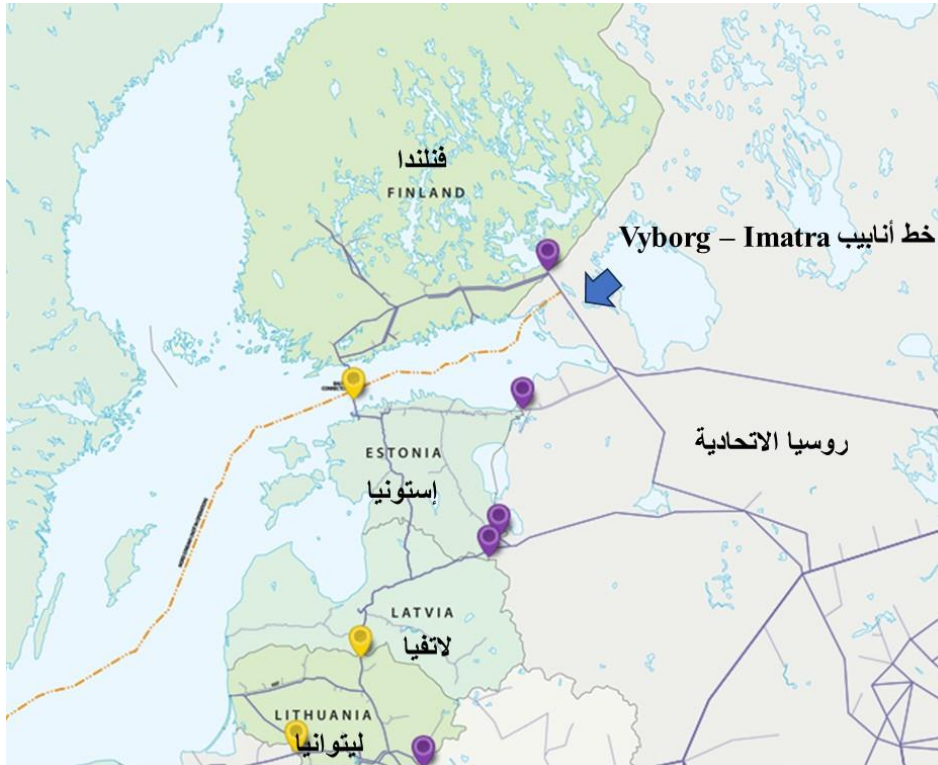 فنلندا
FINLAND
خط أنابيب Vyborg – Imatra
روسيا الاتحادية
ESTONIA
إستونيا
LATVIA
لاتفيا
LITHUANIA
ليتوانيا